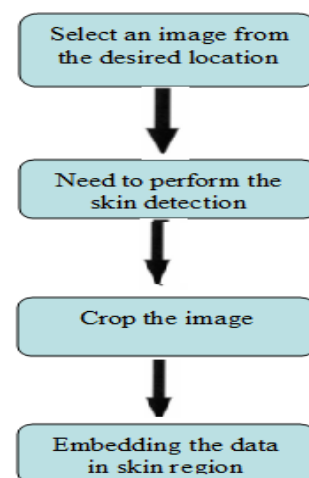 Select an image from
the desired location
Need to perform the
skin detection
Crop the image
Embedding the data
in skin region